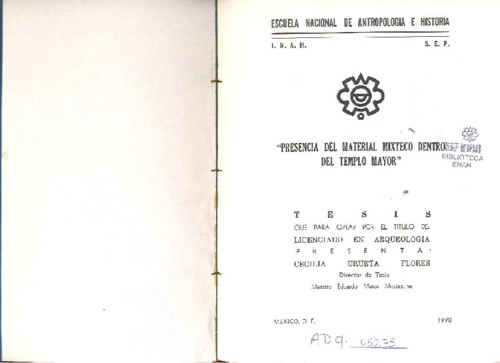 ESCUELA NACIONAL DE ANTROPOLOGIA E HISTORIA
I. N. A. H. S. E. P.
"PRESENCIA DEL MATERIAL MIXTECO DENTRO
DEL TEMPLO MAYOR"
BIBLIOTECA
ENAH
T E S I S
QUE PARA OPTAR POR EL TITULO DE:
LICENCIADO EN ARQUEOLOGIA
P R E S E N T A :
CECILIA URUETA FLORES
Director de Tesis
Maestro Eduardo Matos Moctezuma
MEXICO, D. F. 1990
ADq. 05235